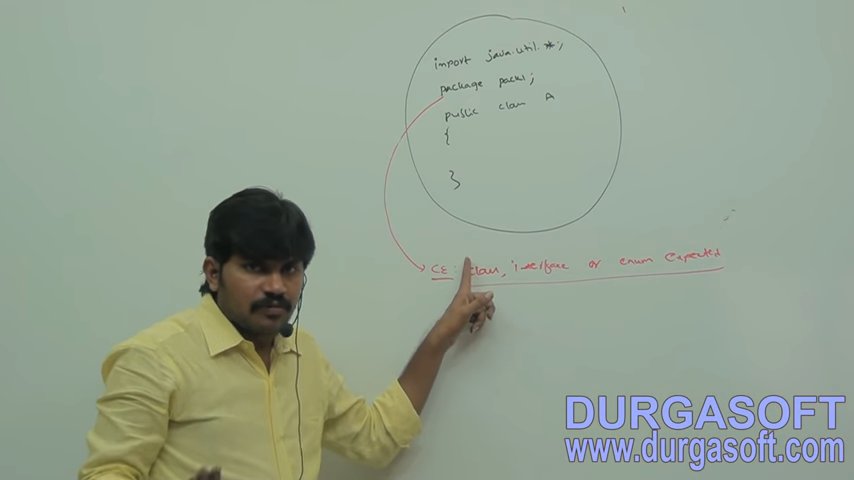 import java.util.*;
package pack1;
public class A
{
}
CE: class, interface or enum expected
DURGASOFT
www.durgasoft.com